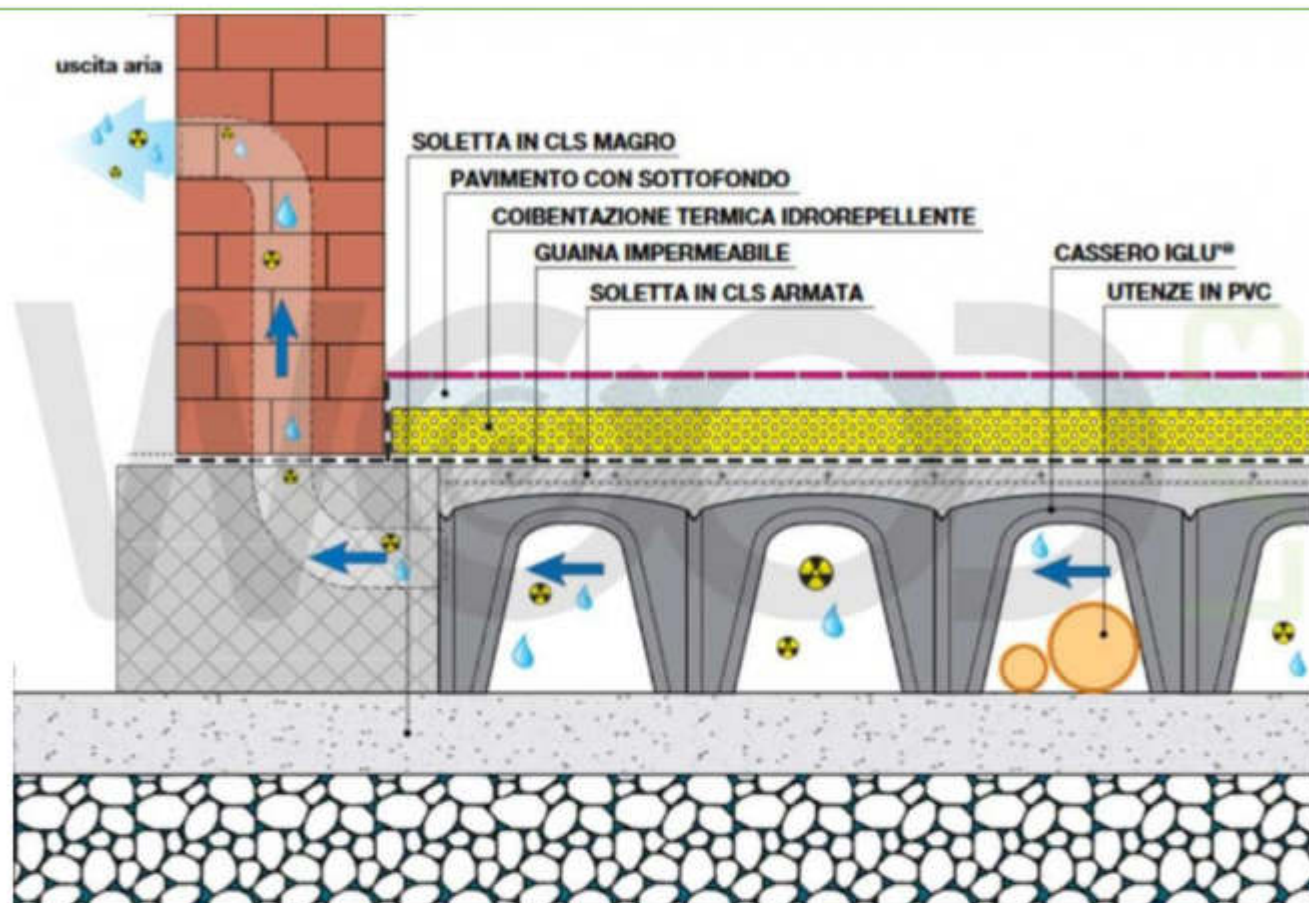 uscita aria
SOLETTA IN CLS MAGRO
PAVIMENTO CON SOTTOFONDO
COIBENTAZIONE TERMICA IDROREPELLENTE
GUAINA IMPERMEABILE
CASSERO IGLU'®
SOLETTA IN CLS ARMATA
UTENZE IN PVC